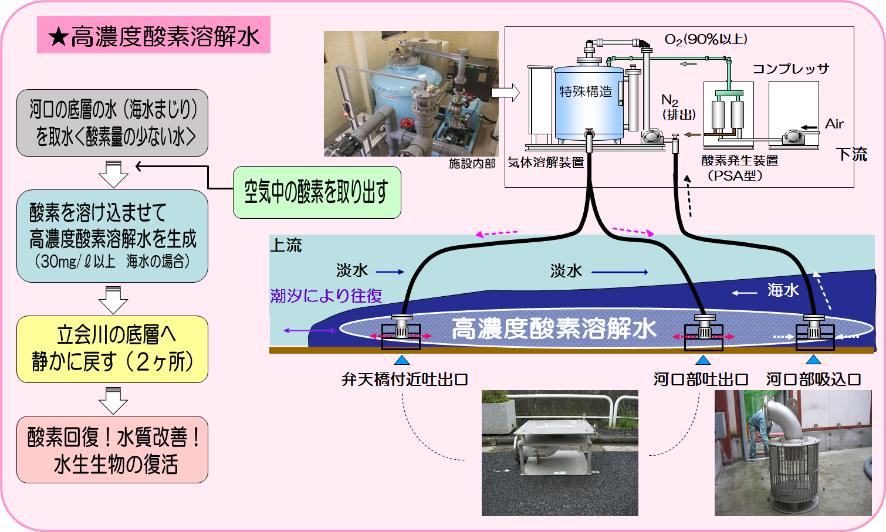 ★高濃度酸素溶解水
河口の底層の水（海水まじり）
を取水＜酸素量の少ない水＞
空気中の酸素を取り出す
酸素を溶け込ませて
高濃度酸素溶解水を生成
（30mg/ℓ以上　海水の場合）
立会川の底層へ
静かに戻す（２ヶ所）
酸素回復！水質改善！
水生生物の復活
施設内部
O₂(90%以上)
コンプレッサ
特殊構造
N₂
(排出)
Air
気体溶解装置
酸素発生装置
（PSA型）
下流
上流
淡水
淡水
海水
潮汐により往復
高濃度酸素溶解水
弁天橋付近吐出口
河口部吐出口
河口部吸込口